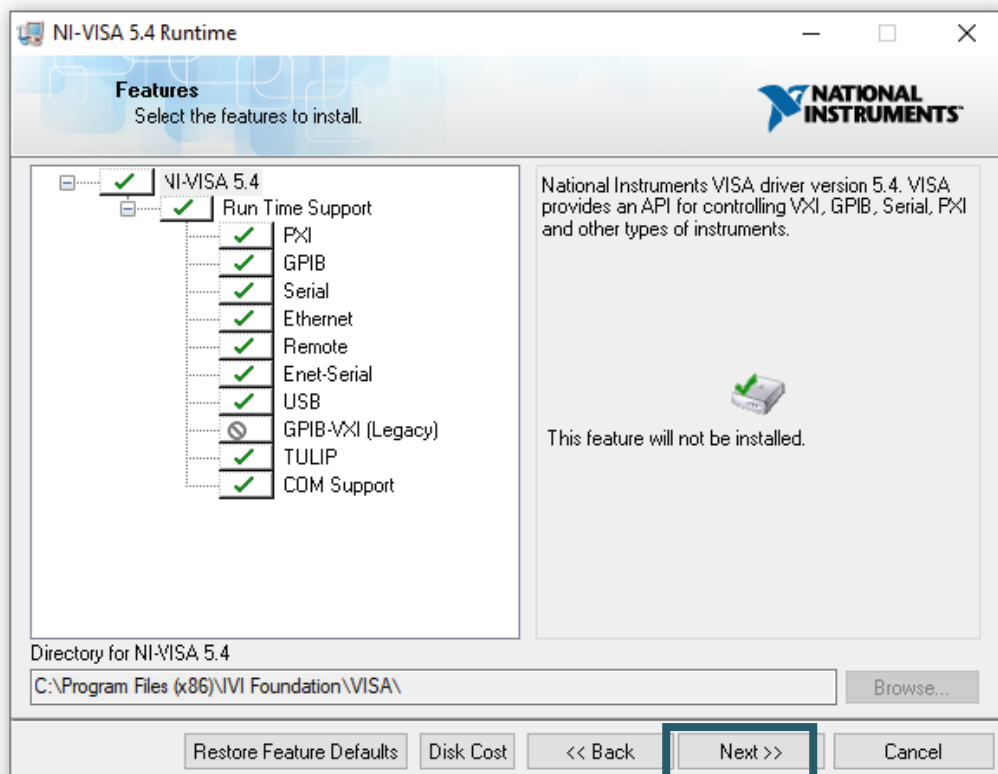 NI-VISA 5.4 Runtime
Features
Select the features to install.
NATIONAL
INSTRUMENTS
NI-VISA 5.4
Run Time Support
PXI
GPIB
Serial
Ethernet
Remote
Enet-Serial
USB
GPIB-VXI (Legacy)
TULIP
COM Support
National Instruments VISA driver version 5.4. VISA
provides an API for controlling VXI, GPIB, Serial, PXI
and other types of instruments.
This feature will not be installed.
Directory for NI-VISA 5.4
C:\Program Files (x86)\IVI Foundation\VISA\
Browse...
Restore Feature Defaults
Disk Cost
<< Back
Next >>
Cancel